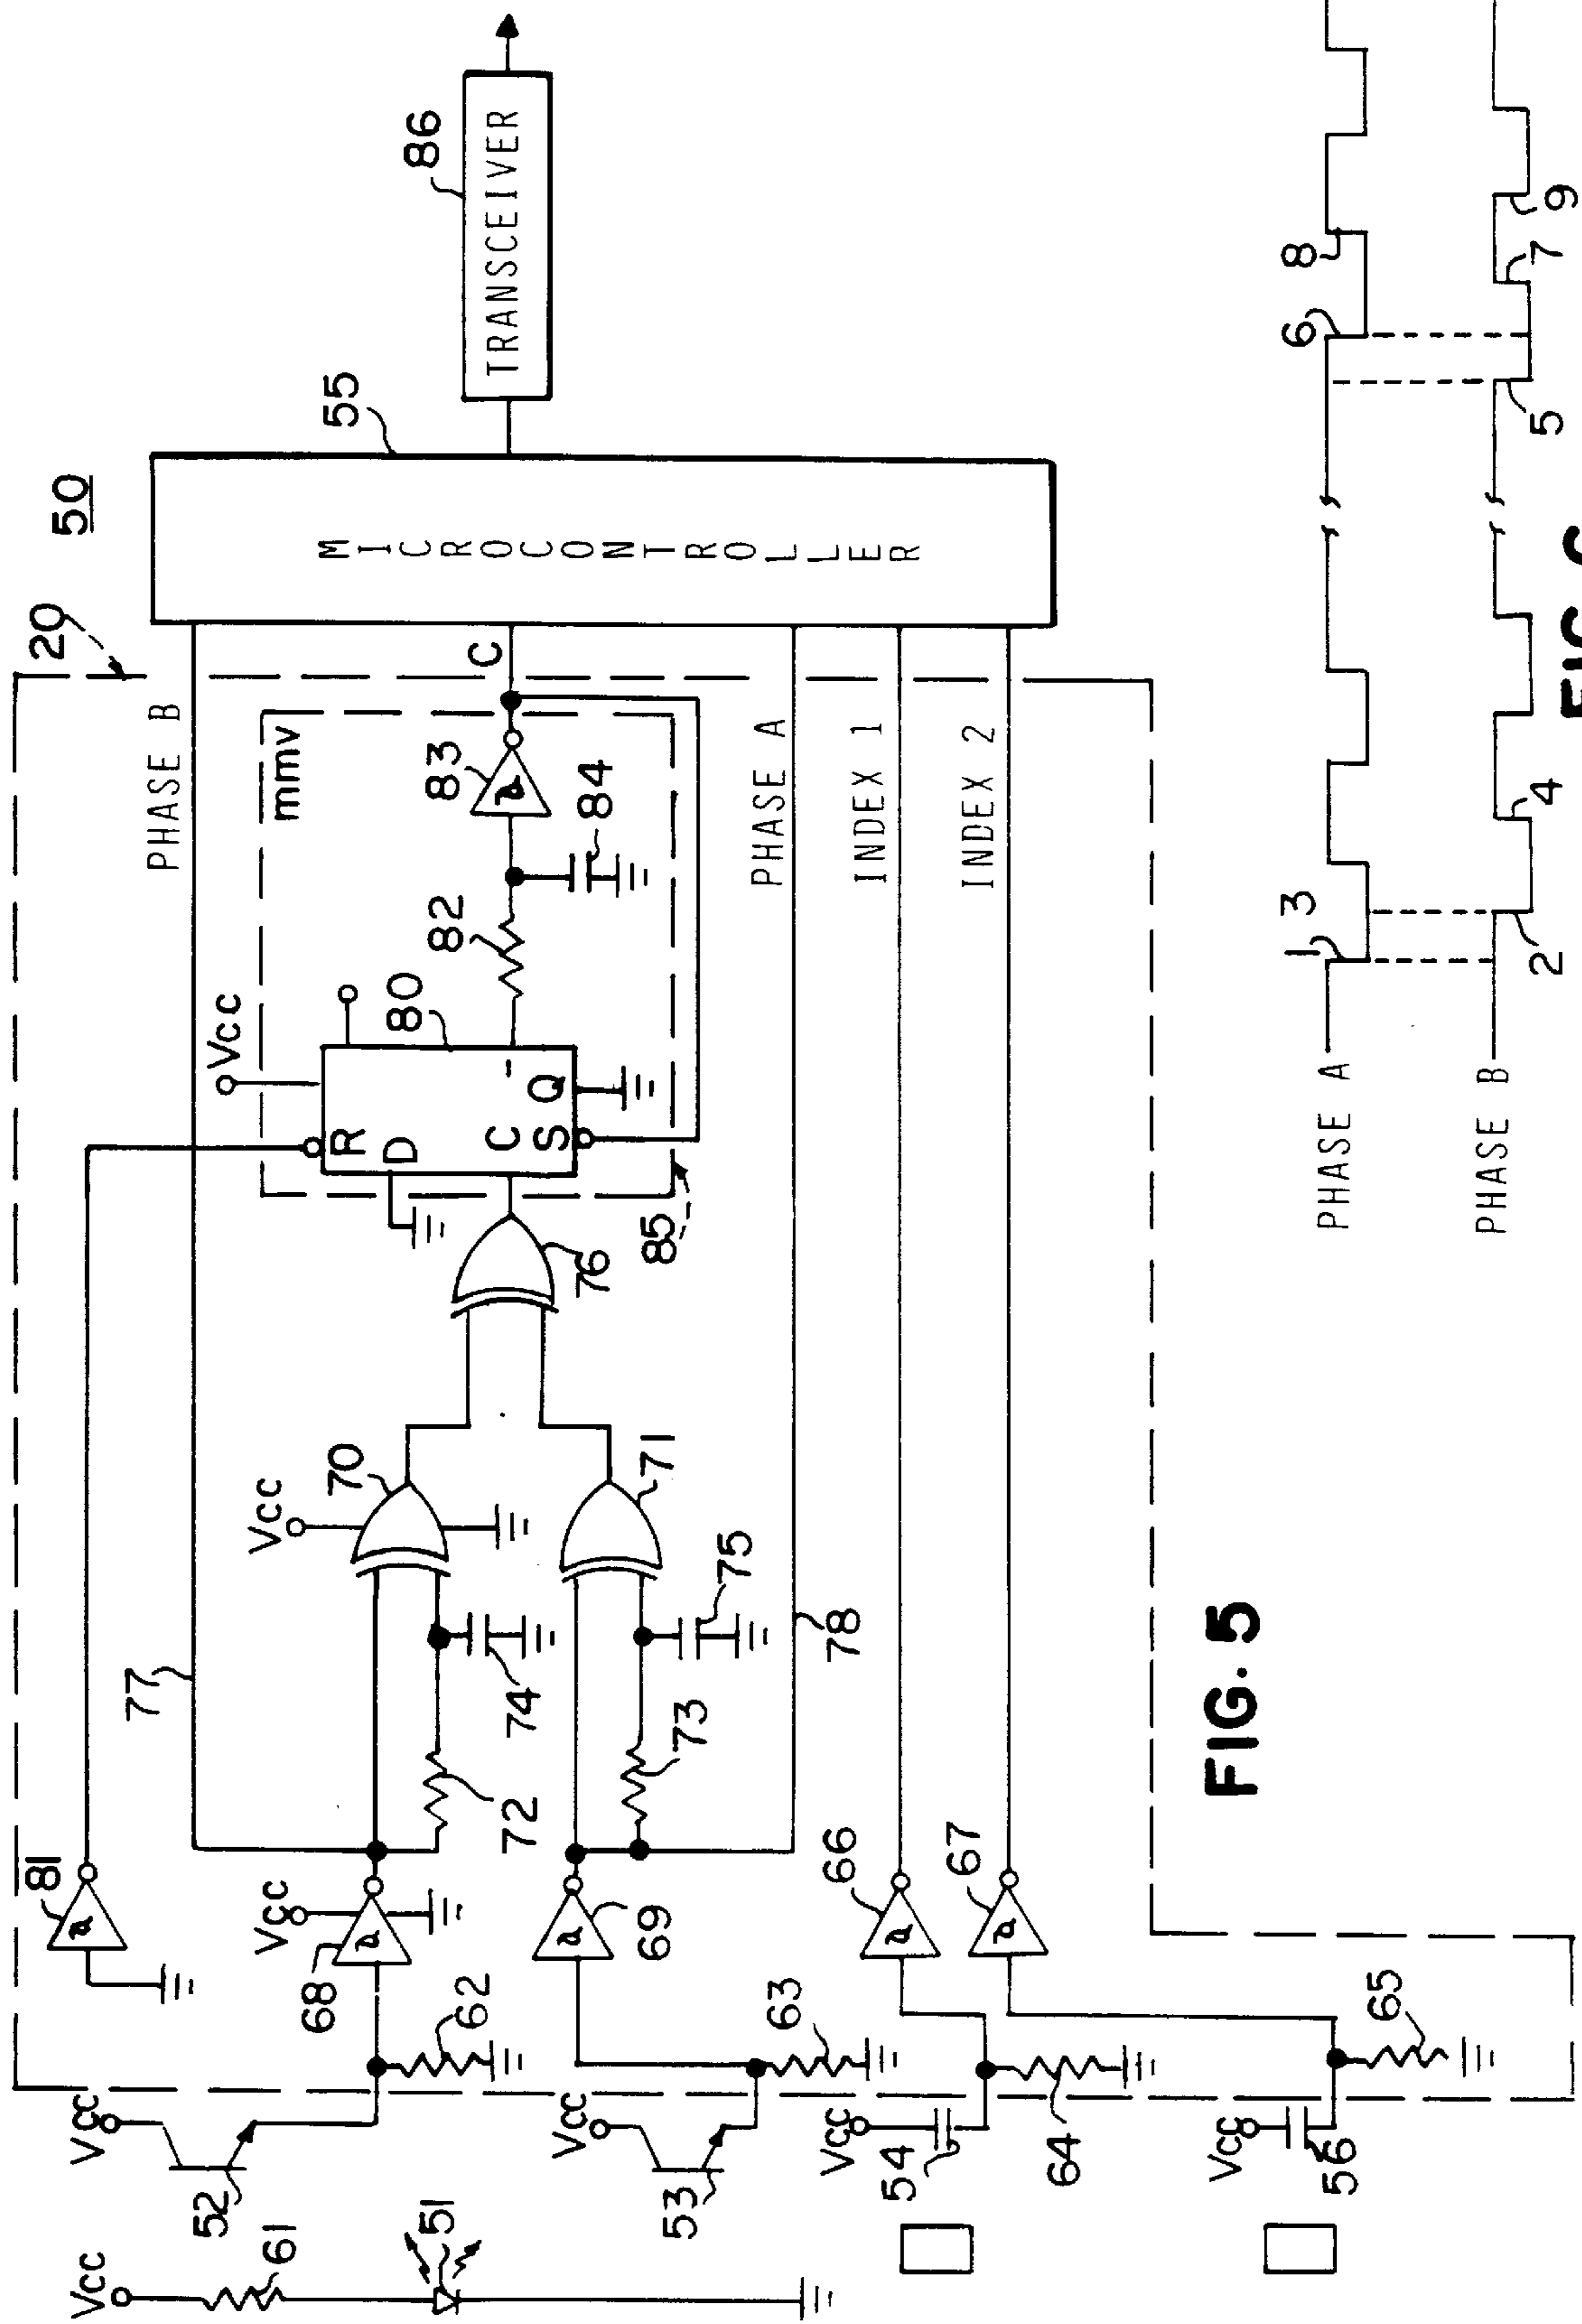 50
20
55
86
TRANSCEIVER
MICROCONTROLLER
PHASE B
C
mmv
83
84
82
80
Vcc
R
D
C
S
Q
-
85
76
PHASE A
INDEX 1
INDEX 2
77
Vcc
70
71
74
75
72
73
78
81
Vcc
68
69
66
67
62
63
64
65
Vcc
52
Vcc
53
Vcc
54
Vcc
56
Vcc
61
51
FIG. 5
PHASE A
1
3
6
8
PHASE B
2
4
5
7
9